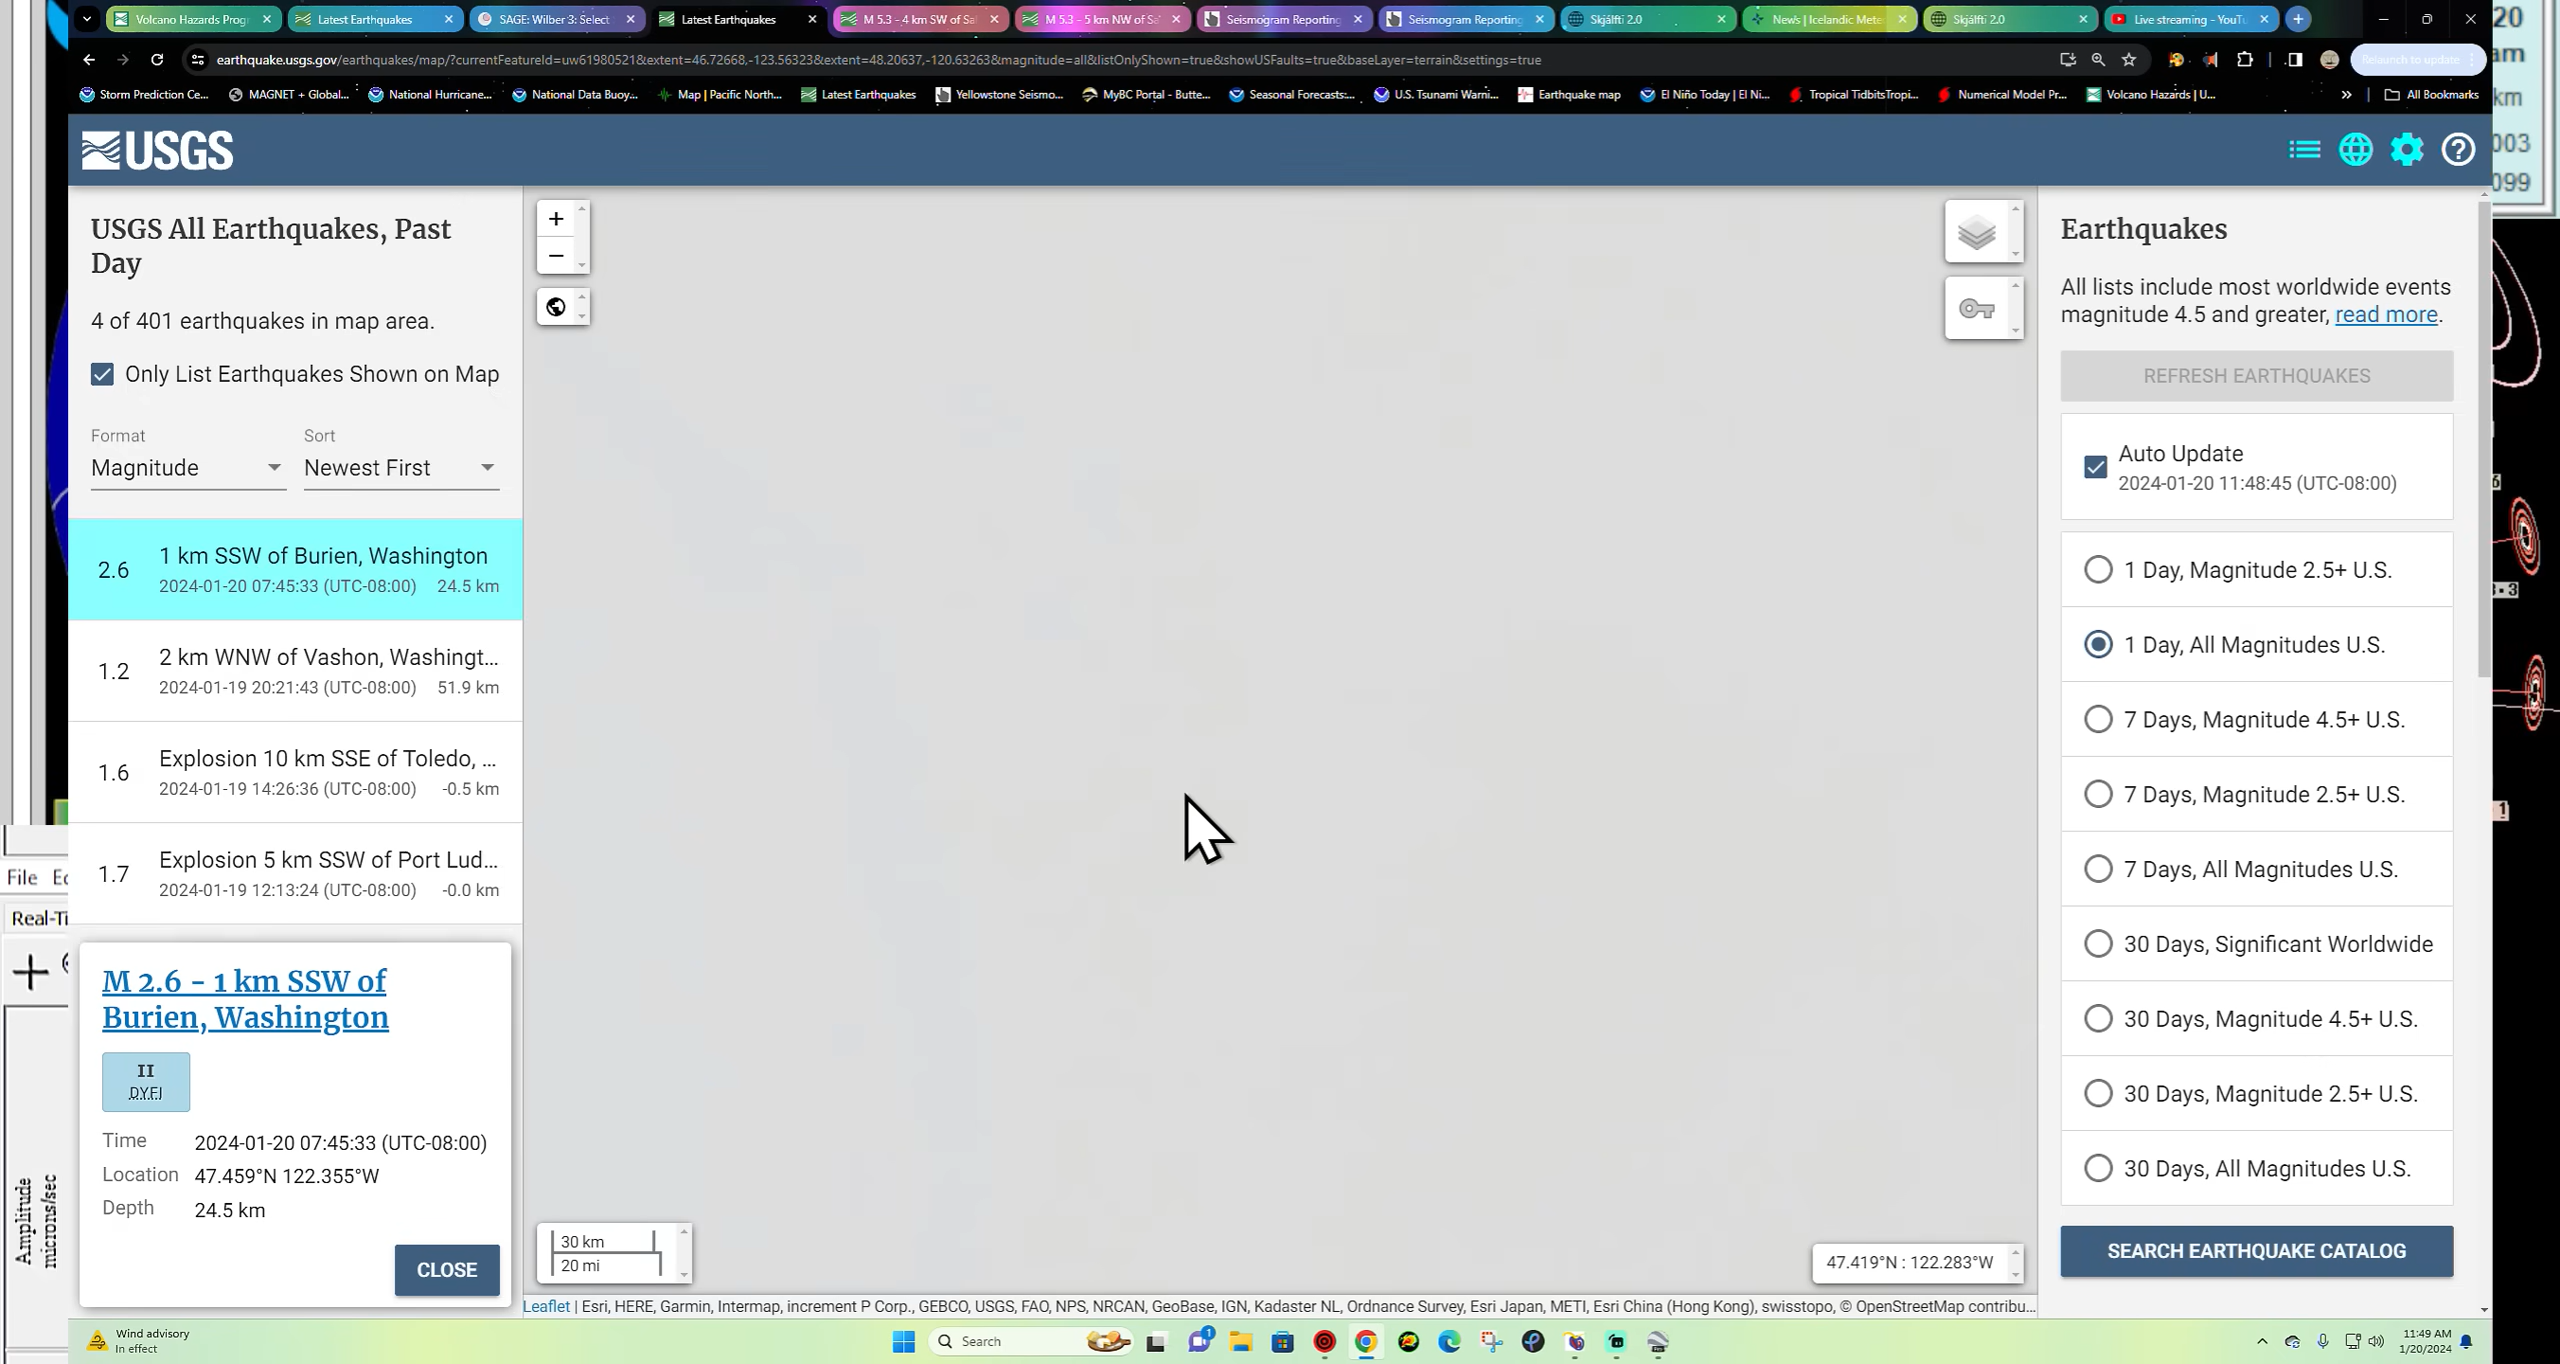 Volcano Hazards Progr
Latest Earthquakes
SAGE: Wilber 3: Select
Latest Earthquakes
M 5.3 - 4 km SW of Sal
M 5.3 - 5 km NW of Sa
Seismogram Reporting
Seismogram Reporting
Skjálfti 2.0
News | Icelandic Mete
Skjálfti 2.0
Live streaming - YouTu
earthquake.usgs.gov/earthquakes/map/?currentFeatureId=uw61980521&extent=46.72668,-123.56323&extent=48.20637,-120.63263&magnitude=all&listOnlyShown=true&showUSFaults=true&baseLayer=terrain&settings=true
Relaunch to update
Storm Prediction Ce...
MAGNET + Global...
National Hurricane...
National Data Buoy...
Map | Pacific North...
Latest Earthquakes
Yellowstone Seismo...
MyBC Portal - Butte...
Seasonal Forecasts:...
U.S. Tsunami Warni...
Earthquake map
El Niño Today | El Ni...
Tropical TidbitsTropi...
Numerical Model Pr...
Volcano Hazards | U...
»
All Bookmarks
20
am
km
003
099
USGS
USGS All Earthquakes, Past
Day
4 of 401 earthquakes in map area.
Only List Earthquakes Shown on Map
Format
Sort
Magnitude
Newest First
2.6
1 km SSW of Burien, Washington
2024-01-20 07:45:33 (UTC-08:00) 24.5 km
1.2
2 km WNW of Vashon, Washingt...
2024-01-19 20:21:43 (UTC-08:00) 51.9 km
1.6
Explosion 10 km SSE of Toledo, ...
2024-01-19 14:26:36 (UTC-08:00) -0.5 km
1.7
Explosion 5 km SSW of Port Lud...
2024-01-19 12:13:24 (UTC-08:00) -0.0 km
M 2.6 - 1 km SSW of
Burien, Washington
II
DYFI
Time 2024-01-20 07:45:33 (UTC-08:00)
Location 47.459°N 122.355°W
Depth 24.5 km
CLOSE
File
Real-Ti
Amplitude
microns/sec
+
−
30 km
20 mi
47.419°N : 122.283°W
Leaflet | Esri, HERE, Garmin, Intermap, increment P Corp., GEBCO, USGS, FAO, NPS, NRCAN, GeoBase, IGN, Kadaster NL, Ordnance Survey, Esri Japan, METI, Esri China (Hong Kong), swisstopo, © OpenStreetMap contribu...
Earthquakes
All lists include most worldwide events
magnitude 4.5 and greater, read more.
REFRESH EARTHQUAKES
Auto Update
2024-01-20 11:48:45 (UTC-08:00)
1 Day, Magnitude 2.5+ U.S.
1 Day, All Magnitudes U.S.
7 Days, Magnitude 4.5+ U.S.
7 Days, Magnitude 2.5+ U.S.
7 Days, All Magnitudes U.S.
30 Days, Significant Worldwide
30 Days, Magnitude 4.5+ U.S.
30 Days, Magnitude 2.5+ U.S.
30 Days, All Magnitudes U.S.
SEARCH EARTHQUAKE CATALOG
Wind advisory
In effect
Search
1
11:49 AM
1/20/2024